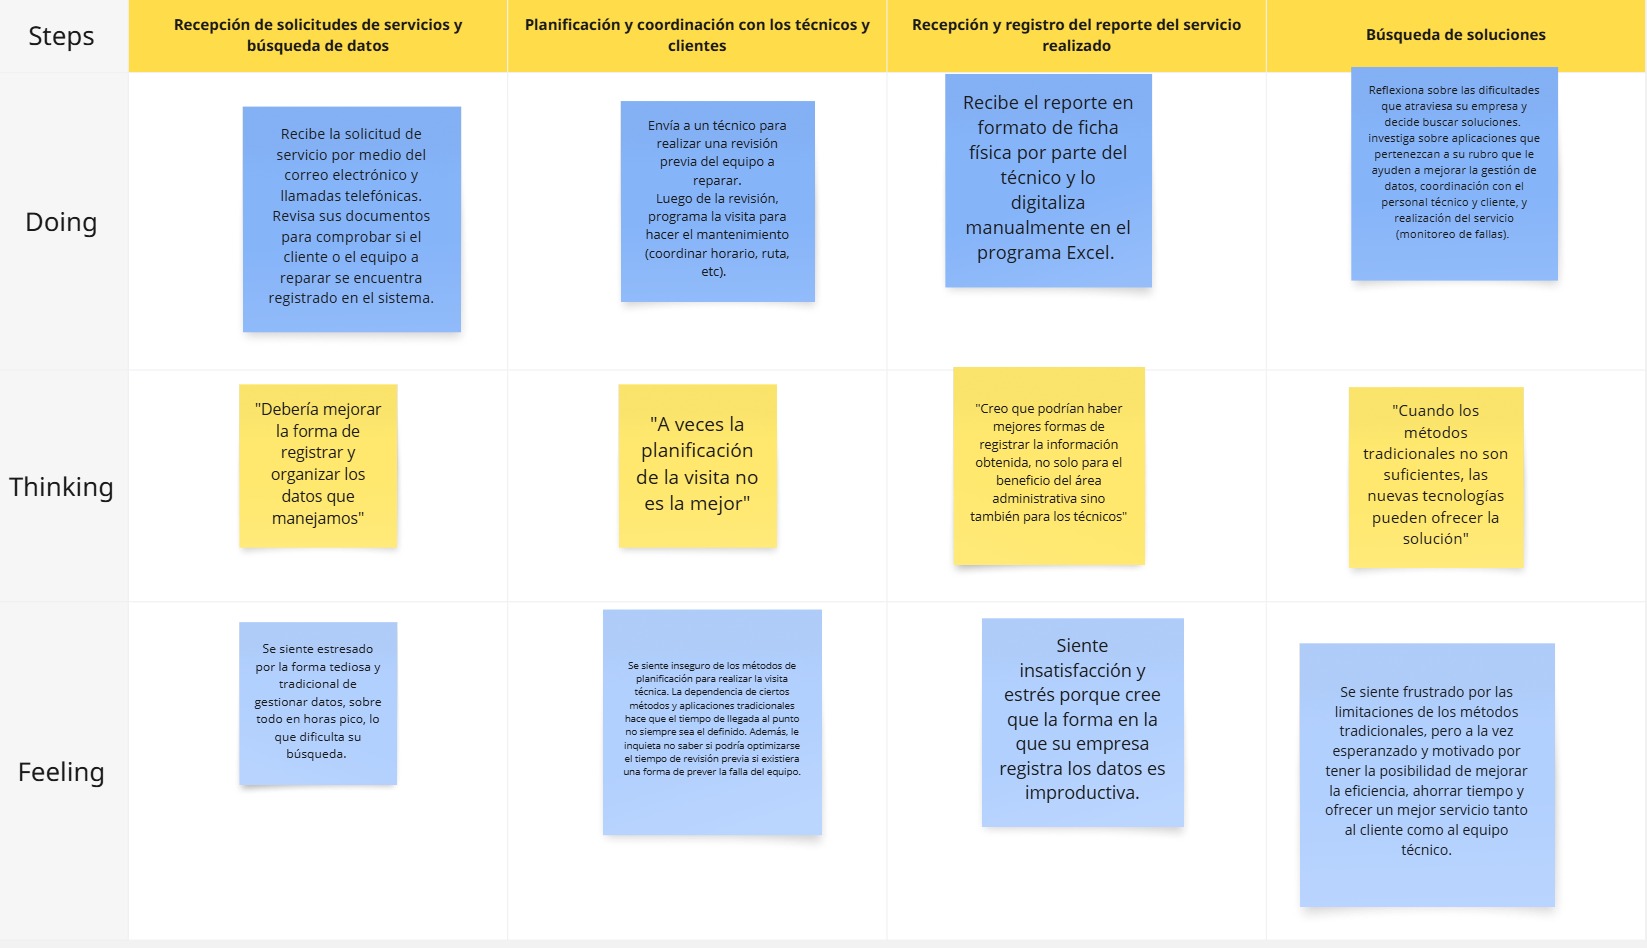 Steps
Recepción de solicitudes de servicios y
búsqueda de datos
Planificación y coordinación con los técnicos y
clientes
Recepción y registro del reporte del servicio
realizado
Búsqueda de soluciones
Doing
Recibe la solicitud de
servicio por medio del
correo electrónico y
llamadas telefónicas.
Revisa sus documentos
para comprobar si el
cliente o el equipo a
reparar se encuentra
registrado en el sistema.
Envía a un técnico para
realizar una revisión
previa del equipo a
reparar.
Luego de la revisión,
programa la visita para
hacer el mantenimiento
(coordinar horario, ruta,
etc).
Recibe el reporte en
formato de ficha
física por parte del
técnico y lo
digitaliza
manualmente en el
programa Excel.
Reflexiona sobre las dificultades
que atraviesa su empresa y
decide buscar soluciones.
investiga sobre aplicaciones que
pertenezcan a su rubro que le
ayuden a mejorar la gestión de
datos, coordinación con el
personal técnico y cliente, y
realización del servicio
(monitoreo de fallas).
Thinking
"Debería mejorar
la forma de
registrar y
organizar los
datos que
manejamos"
"A veces la
planificación
de la visita no
es la mejor"
"Creo que podrían haber
mejores formas de
registrar la información
obtenida, no solo para el
beneficio del área
administrativa sino
también para los técnicos"
"Cuando los
métodos
tradicionales no son
suficientes, las
nuevas tecnologías
pueden ofrecer la
solución"
Feeling
Se siente estresado
por la forma tediosa y
tradicional de
gestionar datos, sobre
todo en horas pico, lo
que dificulta su
búsqueda.
Se siente inseguro de los métodos de
planificación para realizar la visita
técnica. La dependencia de ciertos
métodos y aplicaciones tradicionales
hace que el tiempo de llegada al punto
no siempre sea el definido. Además, le
inquieta no saber si podría optimizarse
el tiempo de revisión previa si existiera
una forma de prever la falla del equipo.
Siente
insatisfacción y
estrés porque cree
que la forma en la
que su empresa
registra los datos es
improductiva.
Se siente frustrado por las
limitaciones de los métodos
tradicionales, pero a la vez
esperanzado y motivado por
tener la posibilidad de mejorar
la eficiencia, ahorrar tiempo y
ofrecer un mejor servicio tanto
al cliente como al equipo
técnico.